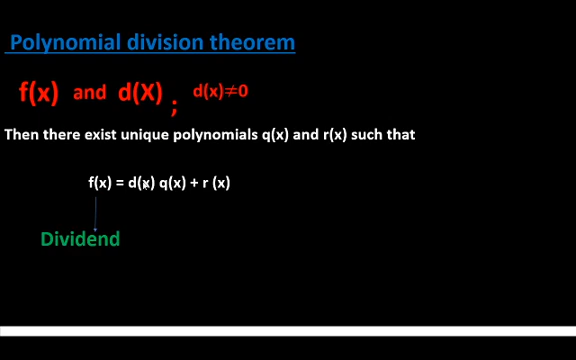 Polynomial division theorem
f(x) and d(X) ; d(x)≠0
Then there exist unique polynomials q(x) and r(x) such that
f(x) = d(x) q(x) + r (x)
Dividend